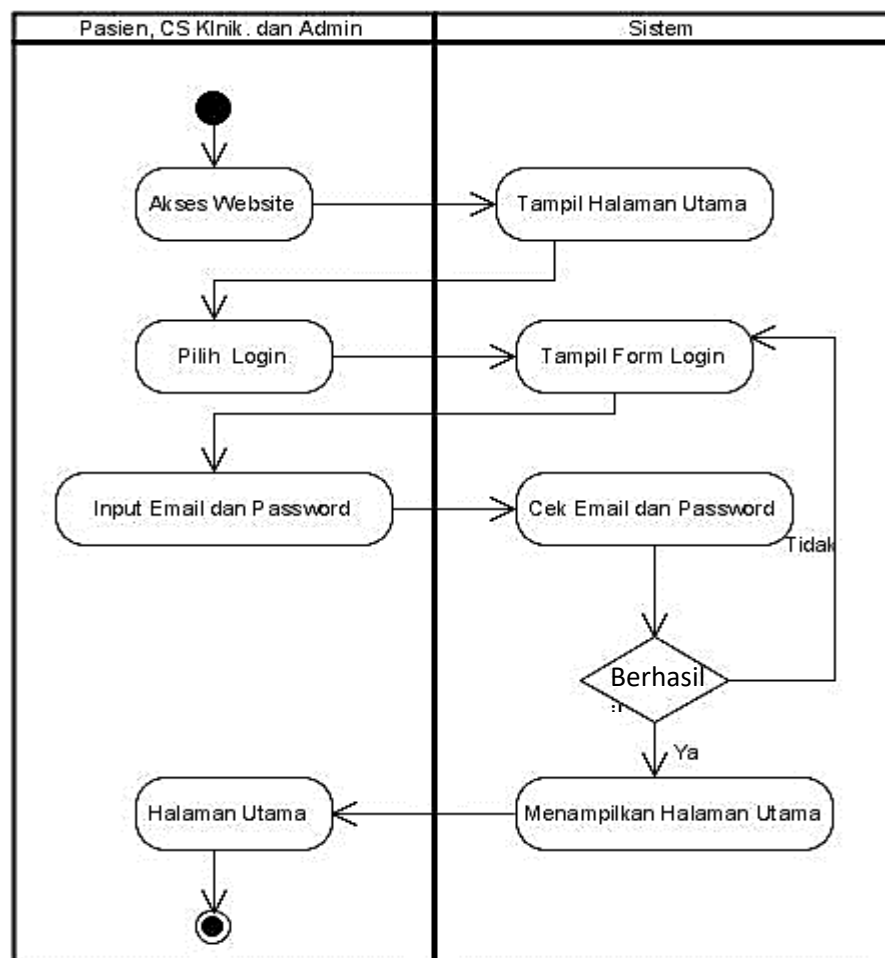 Pasien, CS Klnik. dan Admin
Sistem
Akses Website
Tampil Halaman Utama
Pilih Login
Tampil Form Login
Input Email dan Password
Cek Email dan Password
Tidak
Berhasil
Ya
Halaman Utama
Menampilkan Halaman Utama